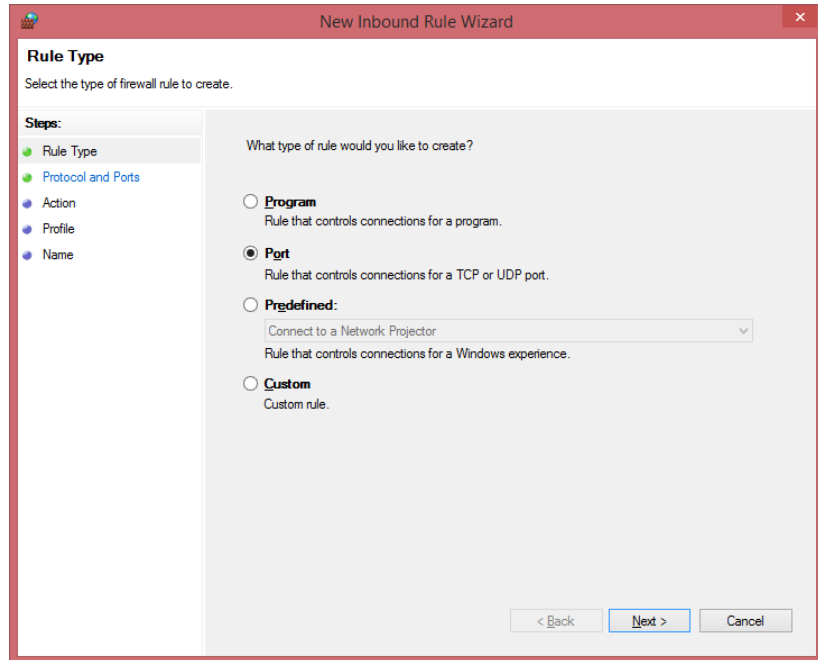 New Inbound Rule Wizard
Rule Type
Select the type of firewall rule to create.
Steps:
Rule Type
Protocol and Ports
Action
Profile
Name
What type of rule would you like to create?
Program
Rule that controls connections for a program.
Port
Rule that controls connections for a TCP or UDP port.
Predefined:
Connect to a Network Projector
Rule that controls connections for a Windows experience.
Custom
Custom rule.
< Back
Next >
Cancel